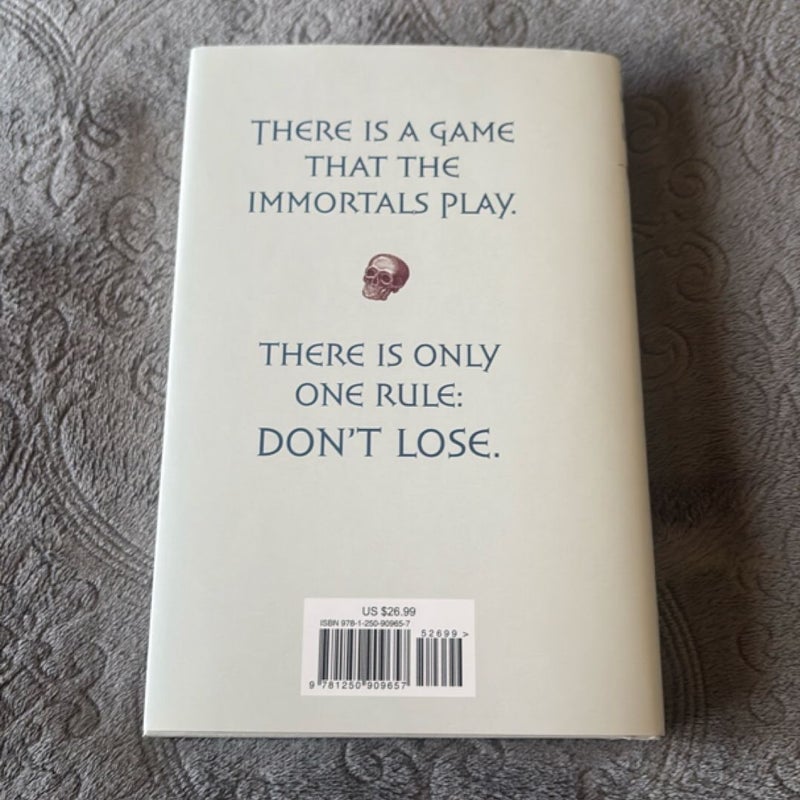 THERE IS A GAME
THAT THE
IMMORTALS PLAY.
THERE IS ONLY
ONE RULE:
DON'T LOSE.
US $26.99
ISBN 978-1-250-90965-7
52699 >
9 781250 909657